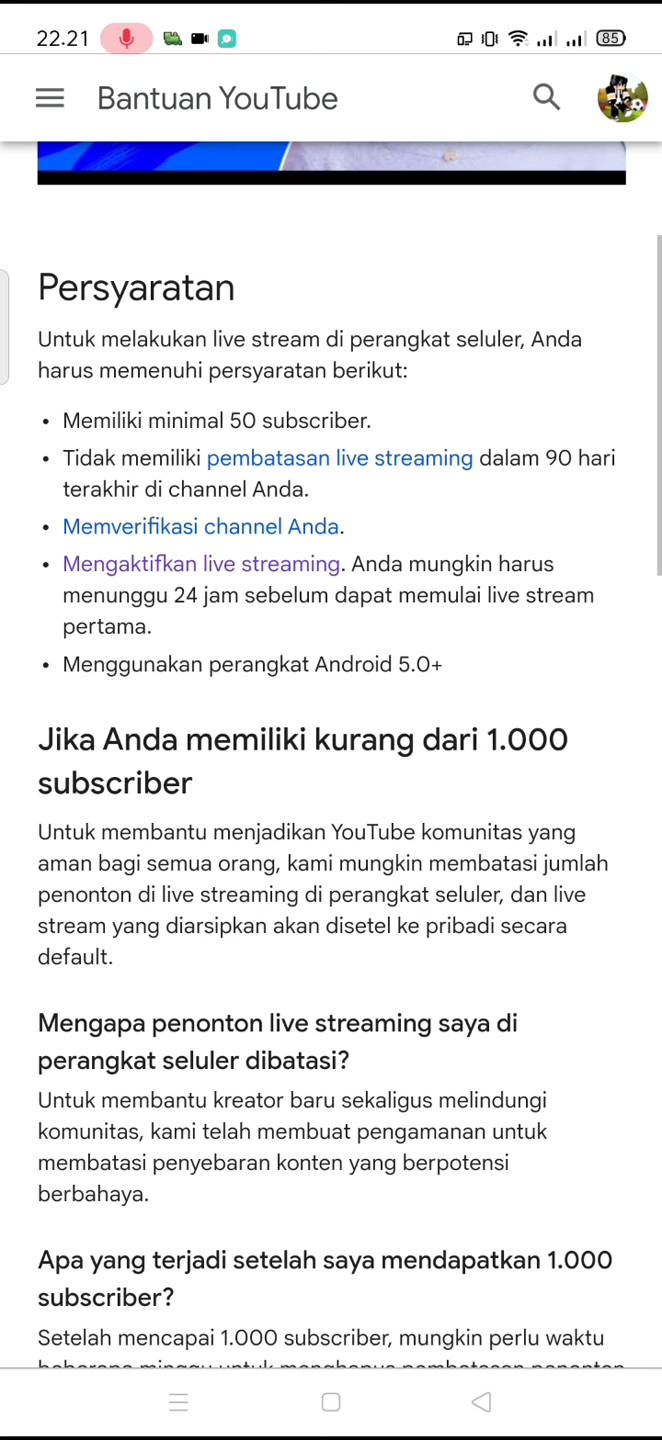 22.21
85
Bantuan YouTube
Persyaratan
Untuk melakukan live stream di perangkat seluler, Anda
harus memenuhi persyaratan berikut:
• Memiliki minimal 50 subscriber.
• Tidak memiliki pembatasan live streaming dalam 90 hari
terakhir di channel Anda.
• Memverifikasi channel Anda.
• Mengaktifkan live streaming. Anda mungkin harus
menunggu 24 jam sebelum dapat memulai live stream
pertama.
• Menggunakan perangkat Android 5.0+
Jika Anda memiliki kurang dari 1.000
subscriber
Untuk membantu menjadikan YouTube komunitas yang
aman bagi semua orang, kami mungkin membatasi jumlah
penonton di live streaming di perangkat seluler, dan live
stream yang diarsipkan akan disetel ke pribadi secara
default.
Mengapa penonton live streaming saya di
perangkat seluler dibatasi?
Untuk membantu kreator baru sekaligus melindungi
komunitas, kami telah membuat pengamanan untuk
membatasi penyebaran konten yang berpotensi
berbahaya.
Apa yang terjadi setelah saya mendapatkan 1.000
subscriber?
Setelah mencapai 1.000 subscriber, mungkin perlu waktu